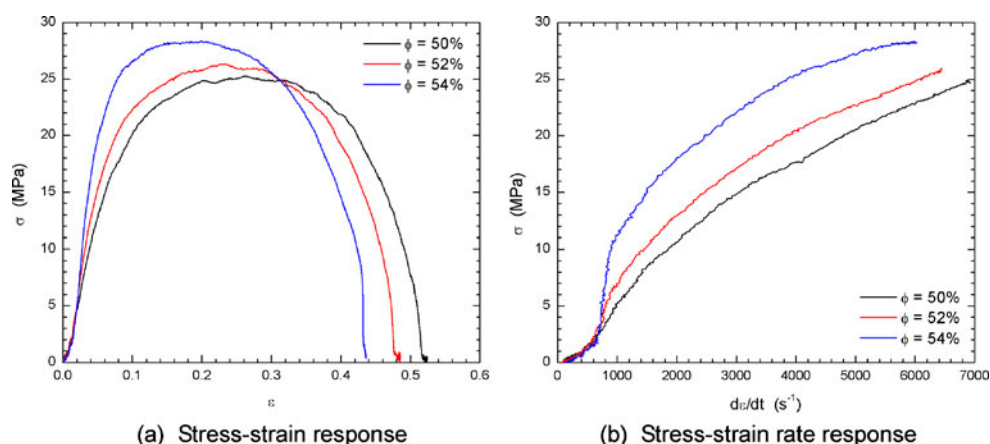 30
25
20
15
10
5
0
σ (MPa)
ϕ = 50%
ϕ = 52%
ϕ = 54%
0.0 0.1 0.2 0.3 0.4 0.5 0.6
ε
(a) Stress-strain response
30
25
20
15
10
5
0
σ (MPa)
ϕ = 50%
ϕ = 52%
ϕ = 54%
0 1000 2000 3000 4000 5000 6000 7000
dε/dt (s⁻¹)
(b) Stress-strain rate response